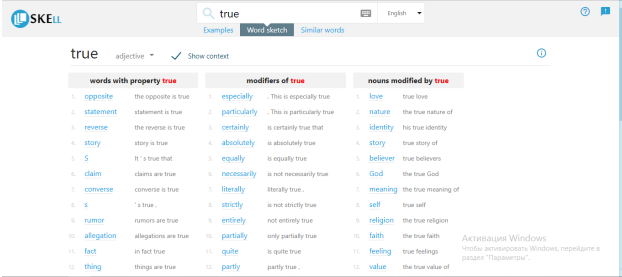 SKELL
true
English
Examples
Word sketch
Similar words
true
adjective
Show context
words with property true
1. opposite the opposite is true
2. statement statement is true
3. reverse the reverse is true
4. story story is true
5. S It ' s true that
6. claim claims are true
7. converse converse is true
8. s ' s true .
9. rumor rumors are true
10. allegation allegations are true
11. fact in fact true
12. thing things are true
modifiers of true
1. especially . This is especially true
2. particularly . This is particularly true
3. certainly is certainly true that
4. absolutely is absolutely true
5. equally is equally true
6. necessarily is not necessarily true
7. literally literally true .
8. strictly is not strictly true
9. entirely not entirely true
10. partially only partially true
11. quite is quite true
12. partly partly true .
nouns modified by true
1. love true love
2. nature the true nature of
3. identity his true identity
4. story true story of
5. believer true believers
6. God the true God
7. meaning the true meaning of
8. self true self
9. religion the true religion
10. faith the true faith
11. feeling true feelings
12. value the true value of
Активация Windows
Чтобы активировать Windows, перейдите в
раздел "Параметры".